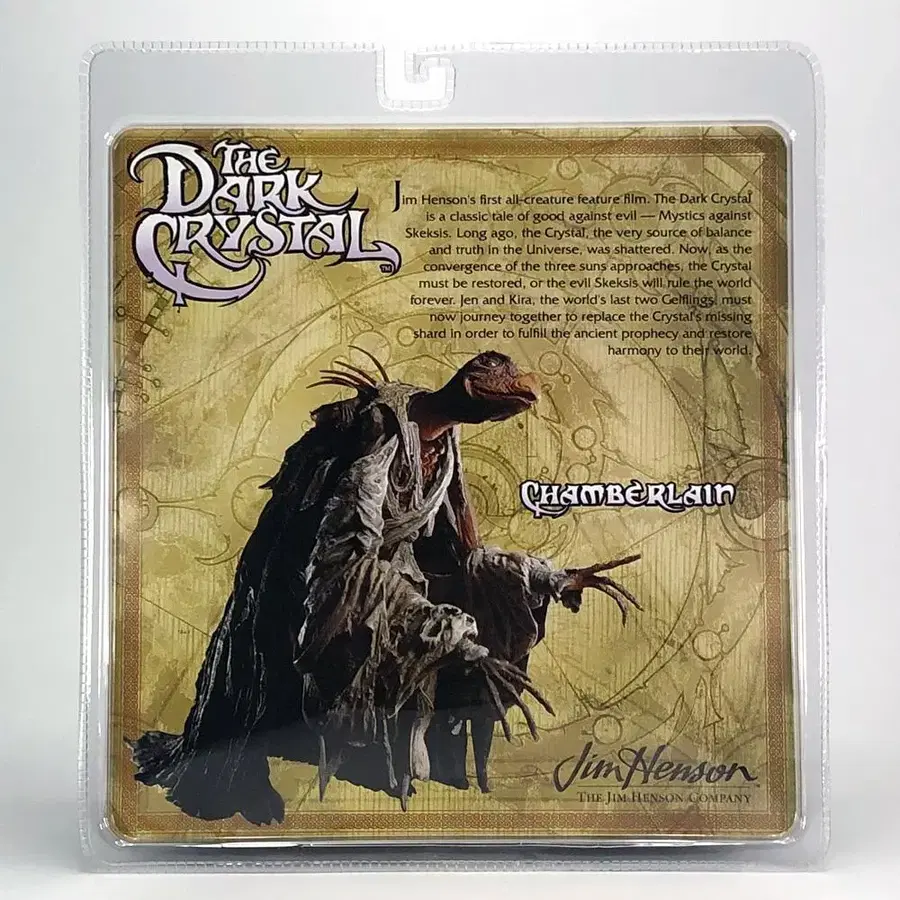 THE
DARK
CRYSTAL™
Jim Henson's first all-creature feature film. The Dark Crystal
is a classic tale of good against evil — Mystics against
Skeksis. Long ago, the Crystal, the very source of balance
and truth in the Universe, was shattered. Now, as the
convergence of the three suns approaches, the Crystal
must be restored, or the evil Skeksis will rule the world
forever. Jen and Kira, the world's last two Gelflings, must
now journey together to replace the Crystal's missing
shard in order to fulfill the ancient prophecy and restore
harmony to their world.
CHAMBERLAIN
Jim Henson
THE JIM HENSON COMPANY